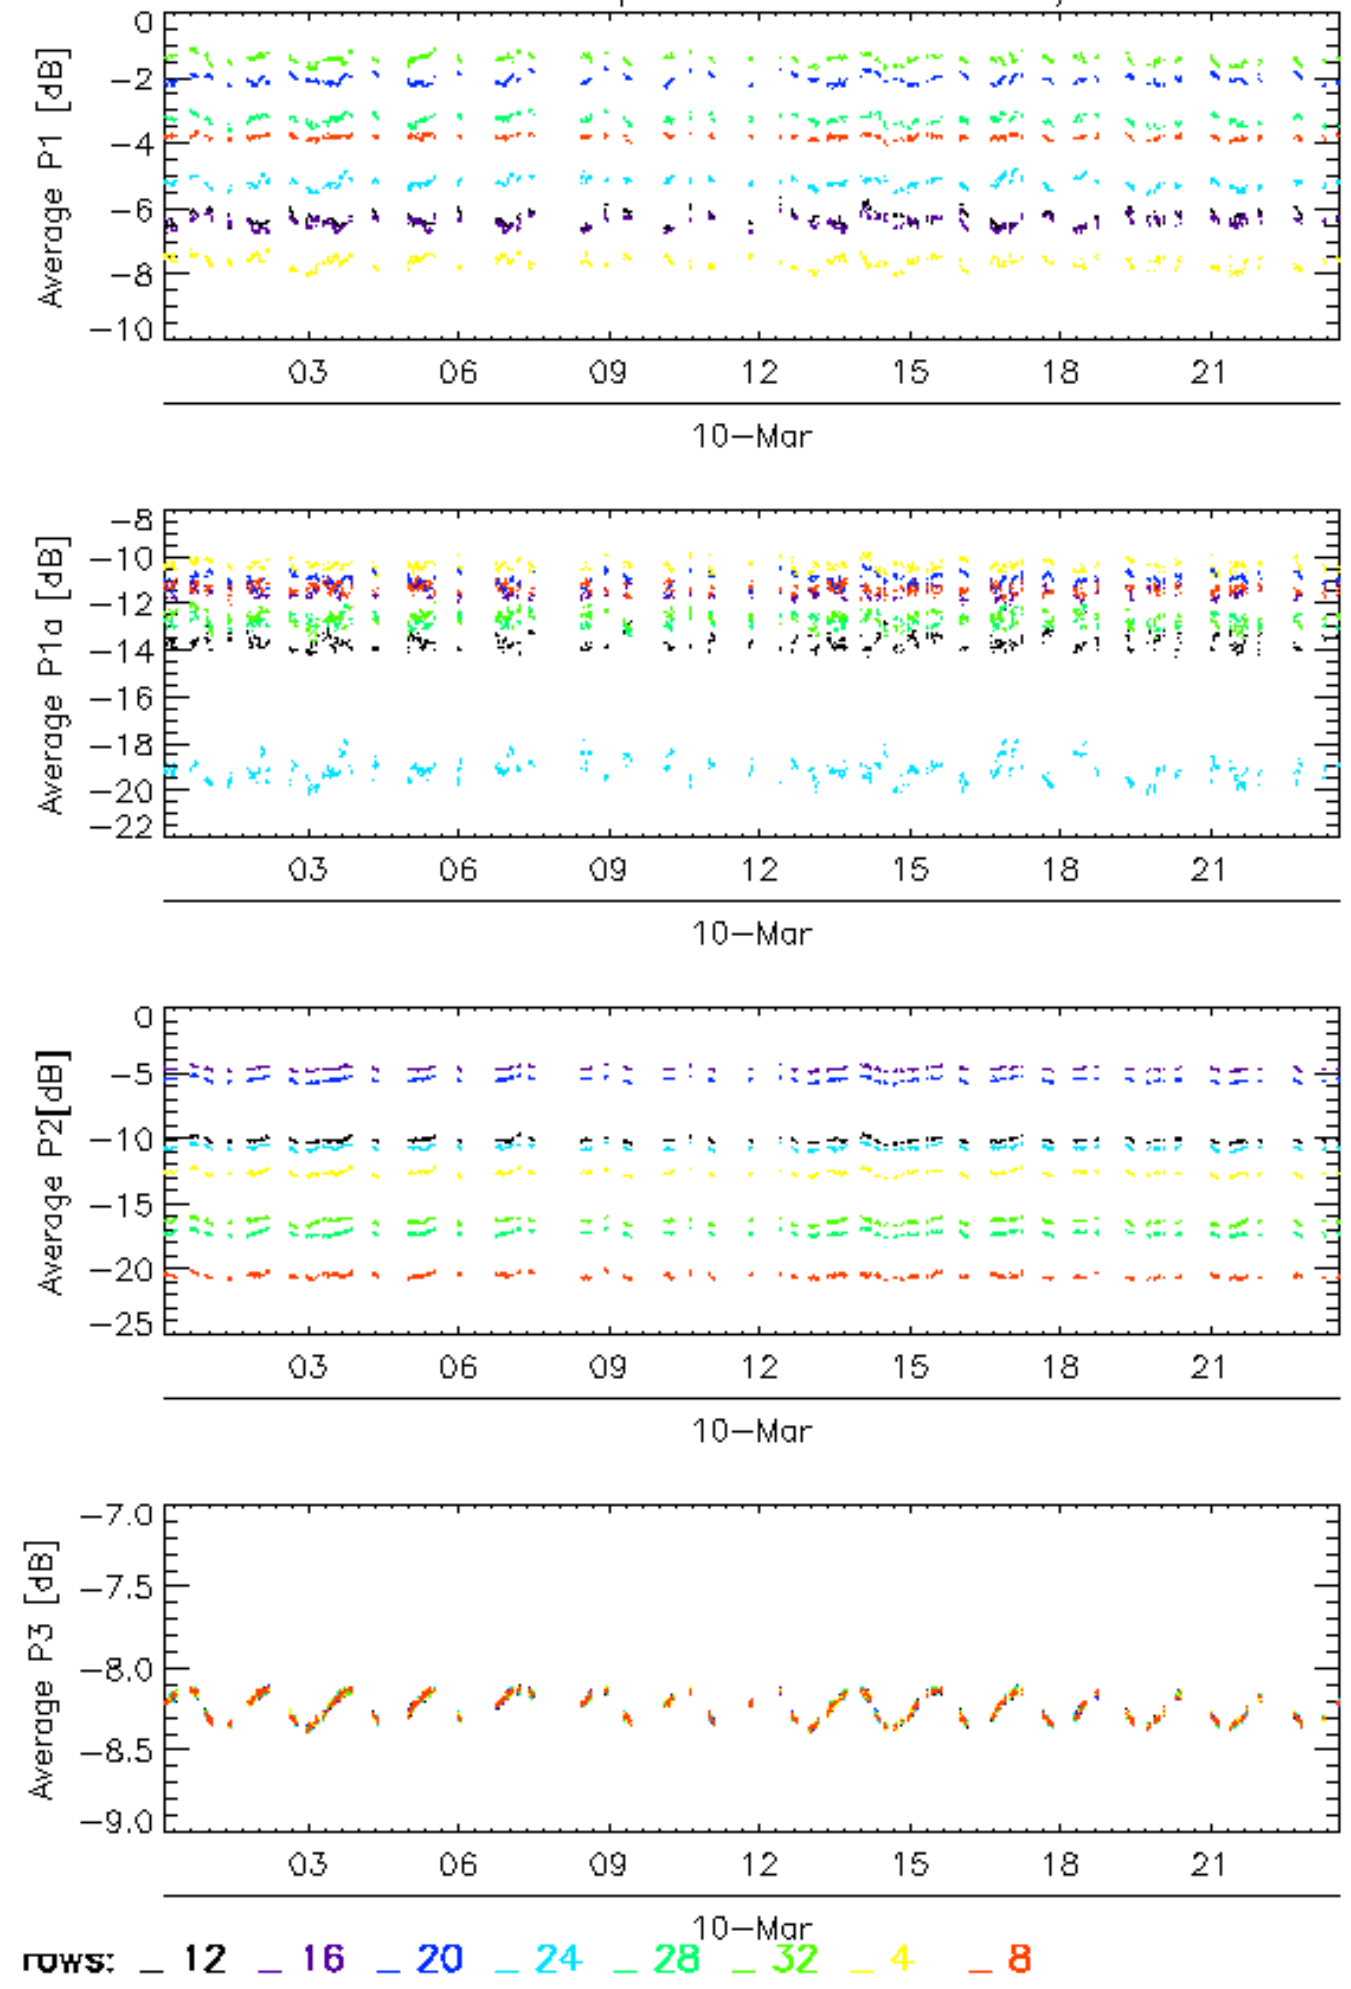 Average P1 [dB]
0
−2
−4
−6
−8
−10
03 06 09 12 15 18 21
10−Mar
Average P1a [dB]
−8
−10
−12
−14
−16
−18
−20
−22
03 06 09 12 15 18 21
10−Mar
Average P2[dB]
0
−5
−10
−15
−20
−25
03 06 09 12 15 18 21
10−Mar
Average P3 [dB]
−7.0
−7.5
−8.0
−8.5
−9.0
03 06 09 12 15 18 21
10−Mar
rows: _ 12 _ 16 _ 20 _ 24 _ 28 _ 32 _ 4 _ 8